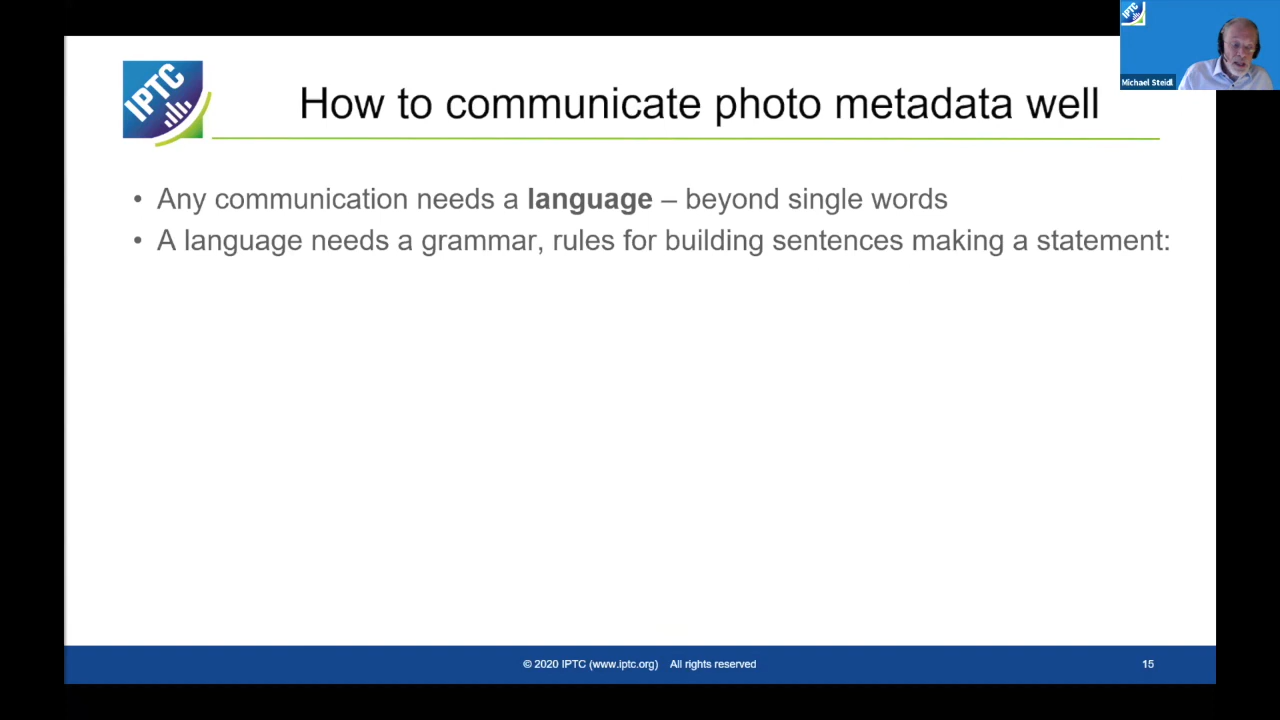 IPTC
Michael Steidl
IPTC
How to communicate photo metadata well
• Any communication needs a language – beyond single words
• A language needs a grammar, rules for building sentences making a statement:
© 2020 IPTC (www.iptc.org) All rights reserved
15